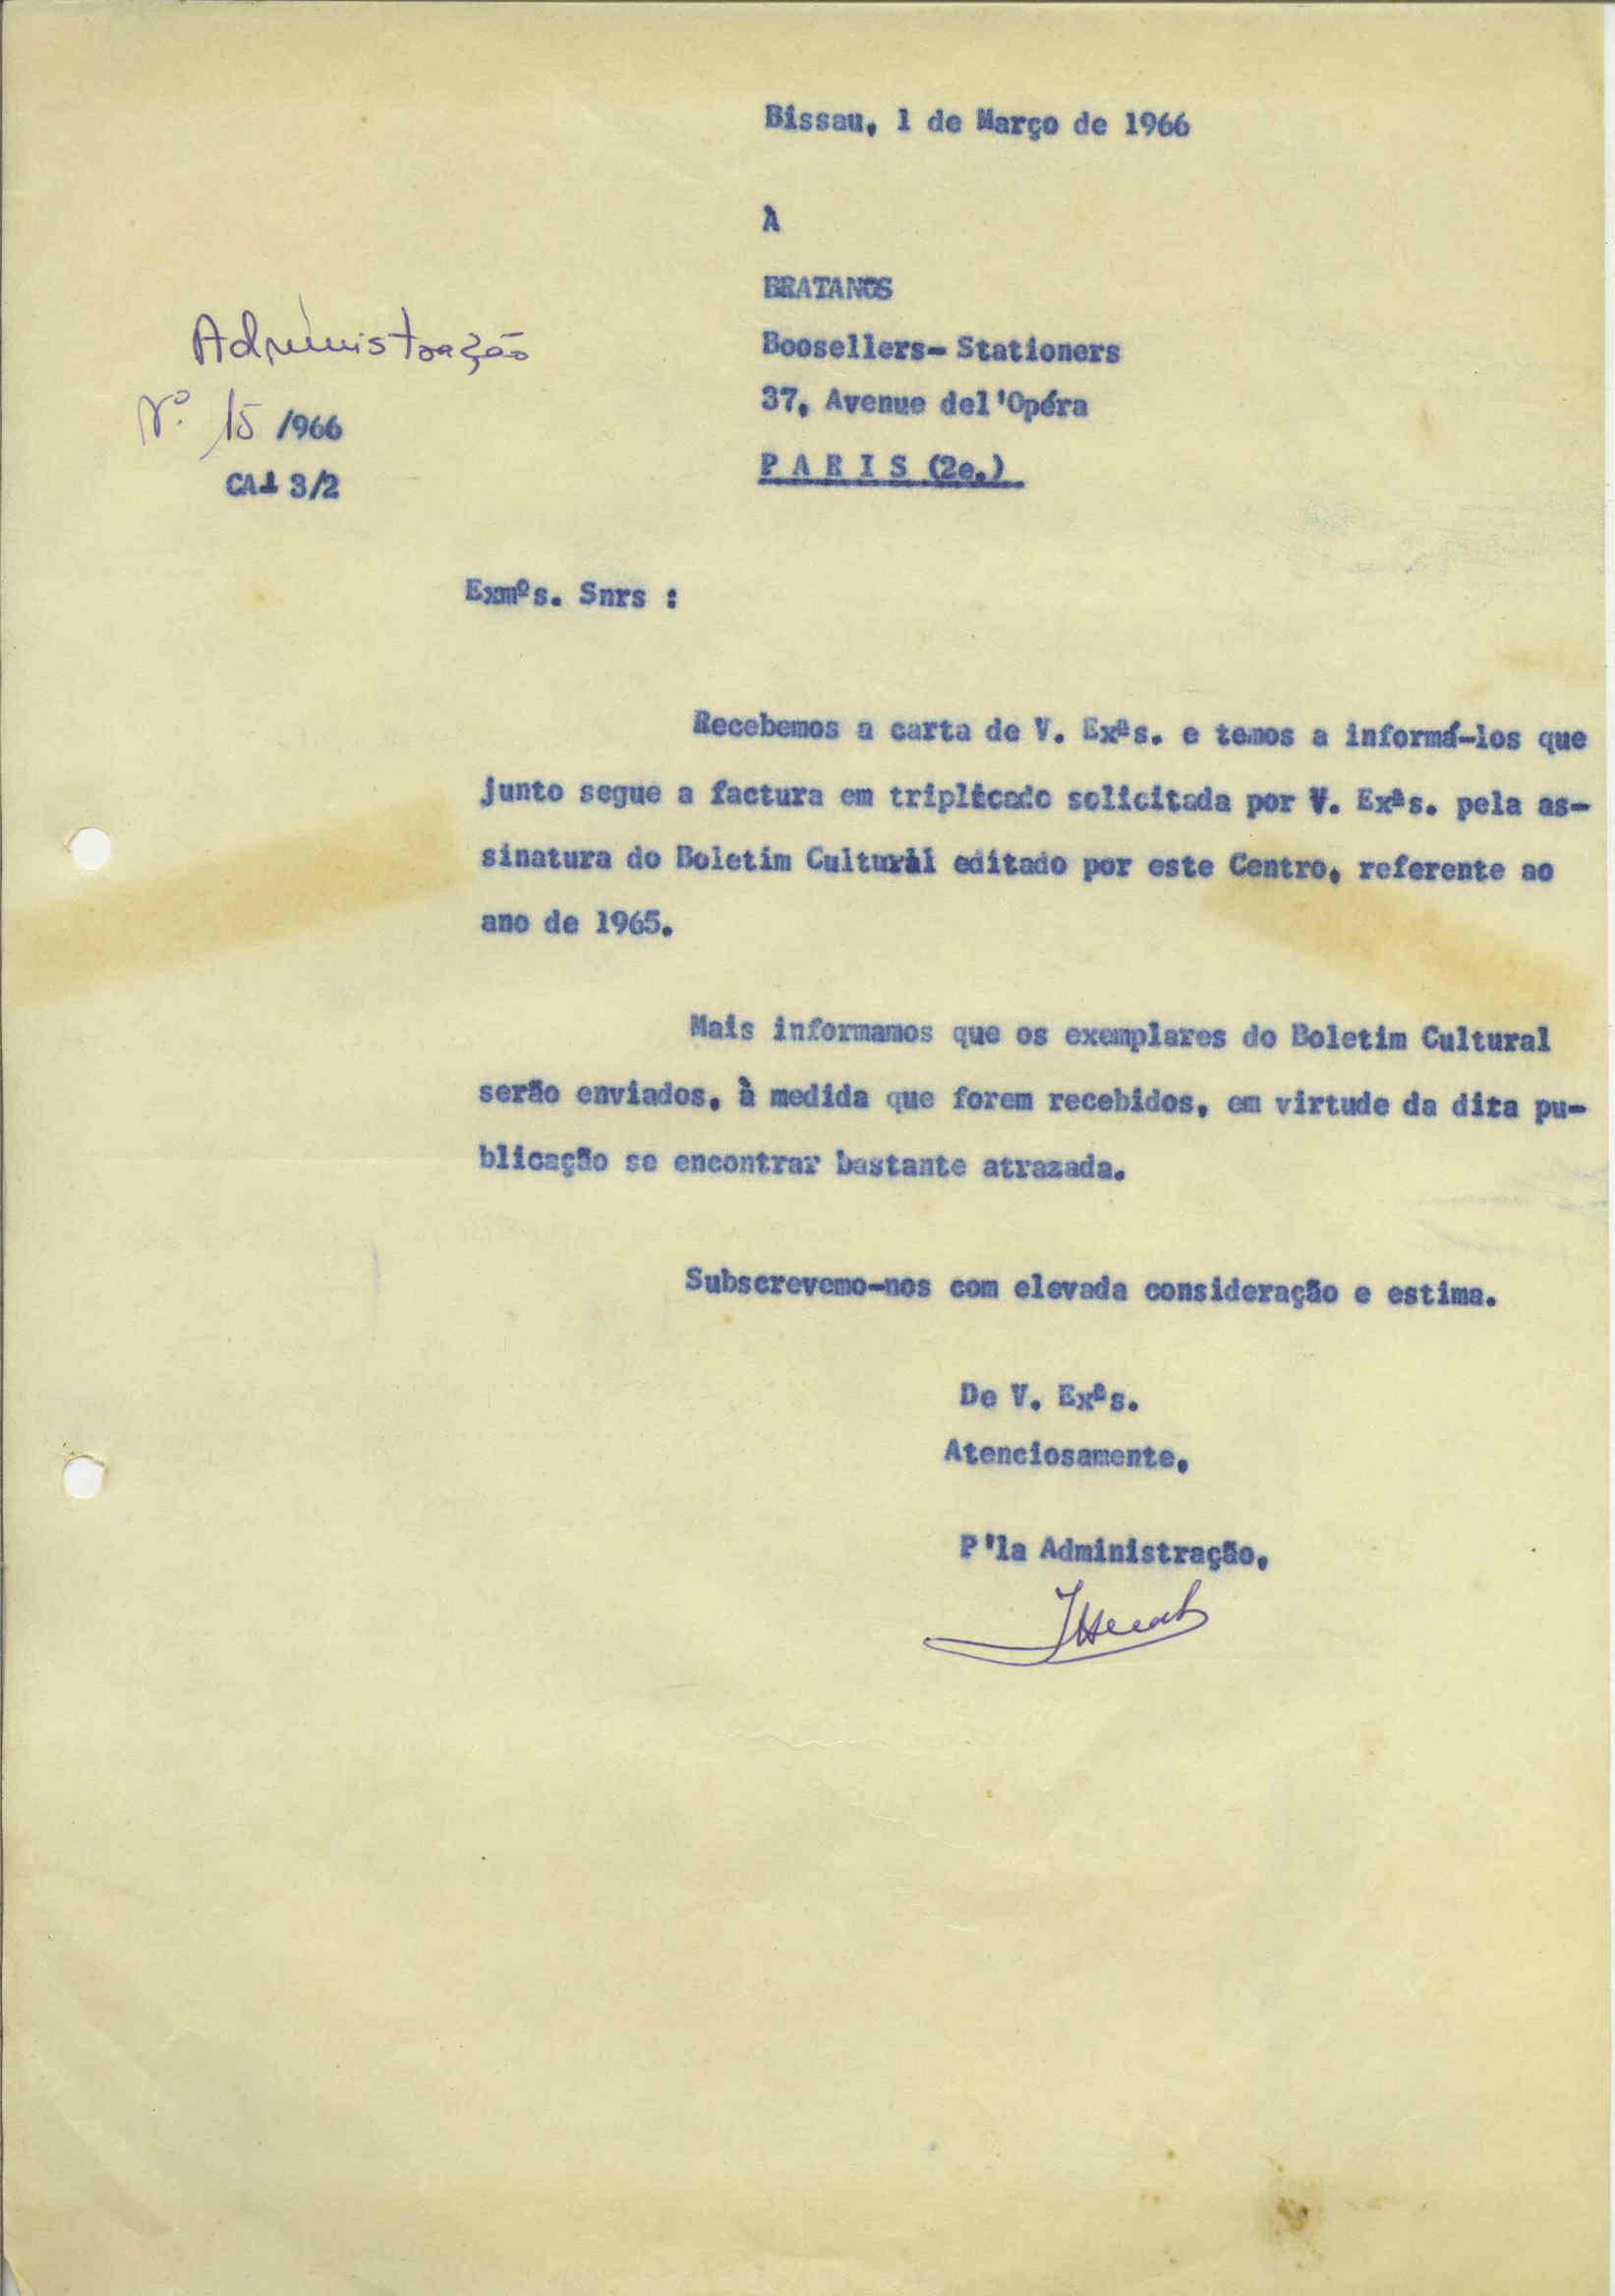 Bissau, 1 de Março de 1966
À
BRATANOS
Administração
Boosellers- Stationers
37, Avenue del'Opéra
Nº. 15 /966
P A R I S (2e.)
CA 3/2
Exmºs. Snrs :
Recebemos a carta de V. Exªs. e temos a informá-los que
junto segue a factura em triplicado solicitada por V. Exªs. pela as-
sinatura do Boletim Cultural editado por este Centro, referente ao
ano de 1965.
Mais informamos que os exemplares do Boletim Cultural
serão enviados, à medida que forem recebidos, em virtude da dita pu-
blicação se encontrar bastante atrazada.
Subscrevemo-nos com elevada consideração e estima.
De V. Exªs.
Atenciosamente,
P'la Administração,